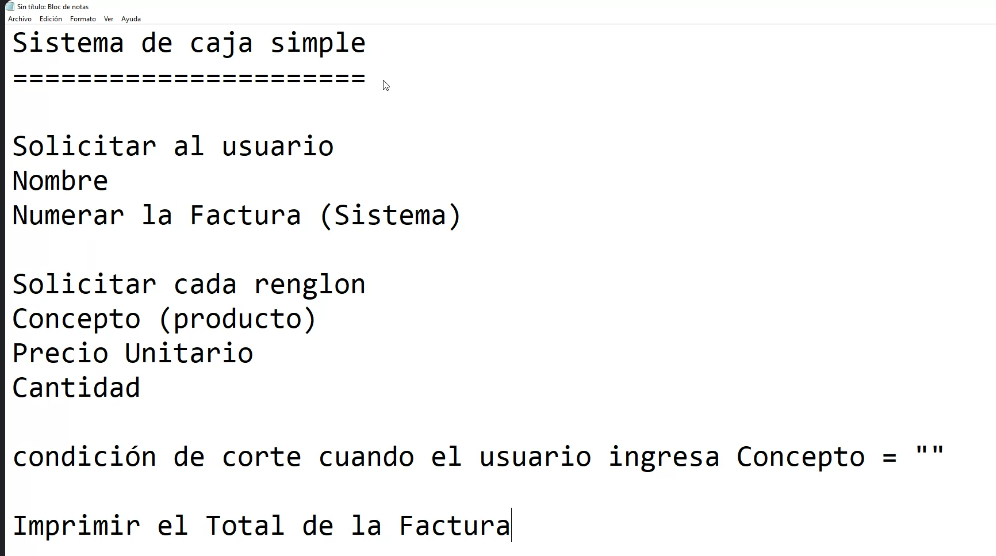 Sin título: Bloc de notas
Archivo Edición Formato Ver Ayuda
Sistema de caja simple
======================
Solicitar al usuario
Nombre
Numerar la Factura (Sistema)
Solicitar cada renglon
Concepto (producto)
Precio Unitario
Cantidad
condición de corte cuando el usuario ingresa Concepto = ""
Imprimir el Total de la Factura